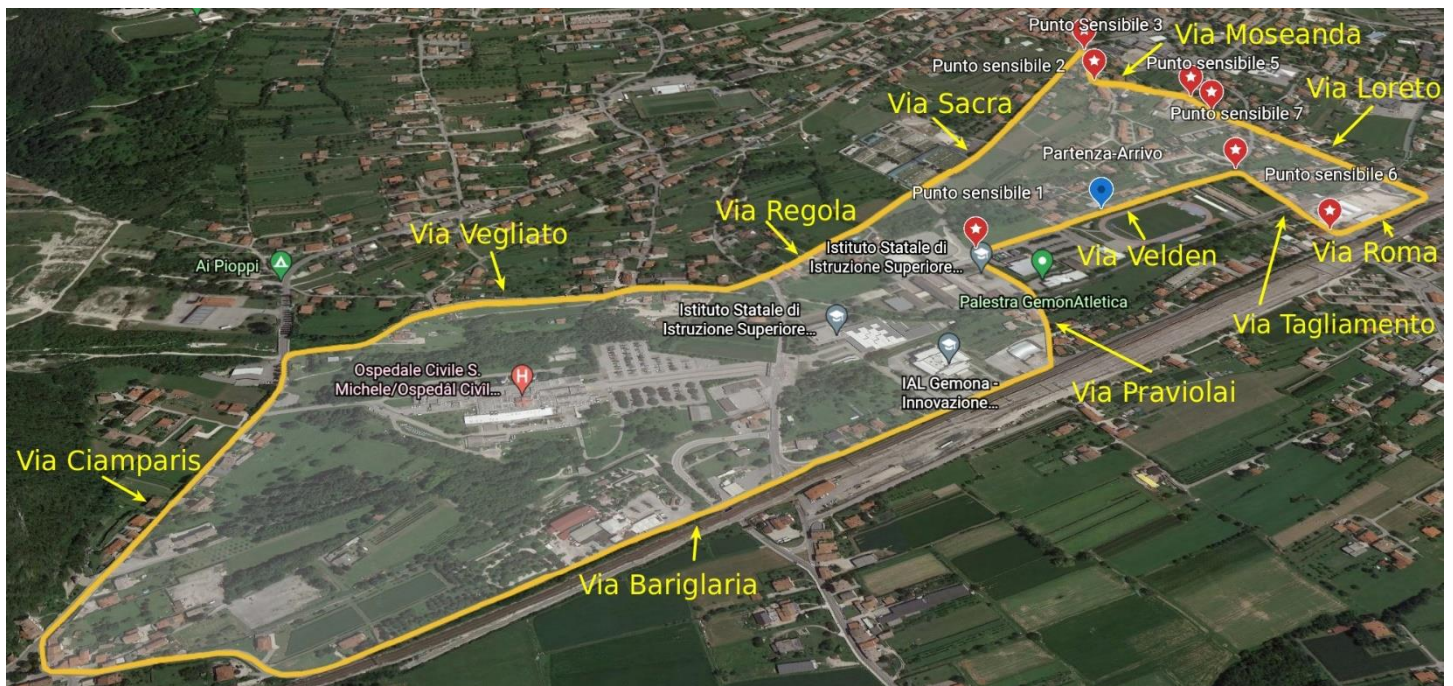 Punto Sensibile 3
Via Moseanda
Punto sensibile 2
Punto sensibile 5
Via Loreto
Via Sacra
Punto sensibile 7
Partenza-Arrivo
Punto sensibile 6
Punto sensibile 1
Via Regola
Via Vegliato
Istituto Statale di
Istruzione Superiore...
Via Velden
Via Roma
Ai Pioppi
Palestra GemonAtletica
Istituto Statale di
Istruzione Superiore...
Via Tagliamento
Ospedale Civile S.
Michele/Ospedâl Civîl...
H
IAL Gemona -
Innovazione...
Via Praviolai
Via Ciamparis
Via Bariglaria